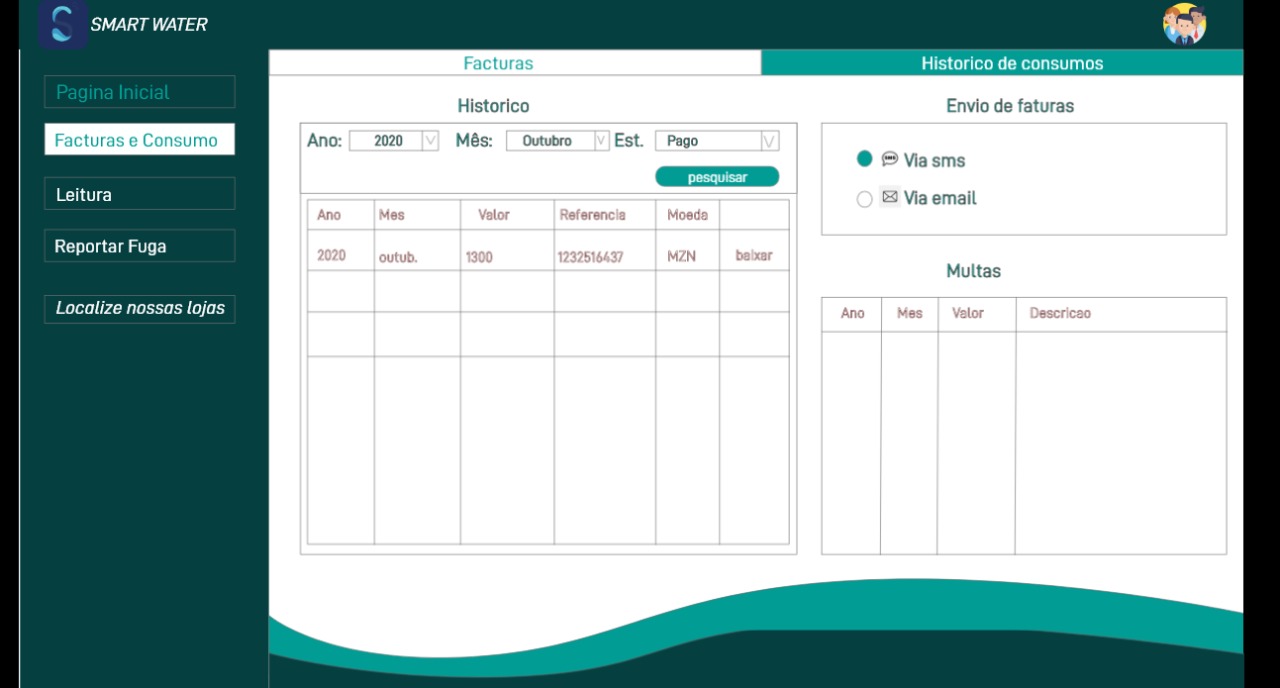 SMART WATER
Pagina Inicial
Facturas e Consumo
Leitura
Reportar Fuga
Localize nossas lojas
Facturas
Historico de consumos
Historico
Ano: 2020 Mês: Outubro Est. Pago
pesquisar
Ano Mes Valor Referencia Moeda
2020 outub. 1300 1232516437 MZN baixar
Envio de faturas
Via sms
Via email
Multas
Ano Mes Valor Descricao